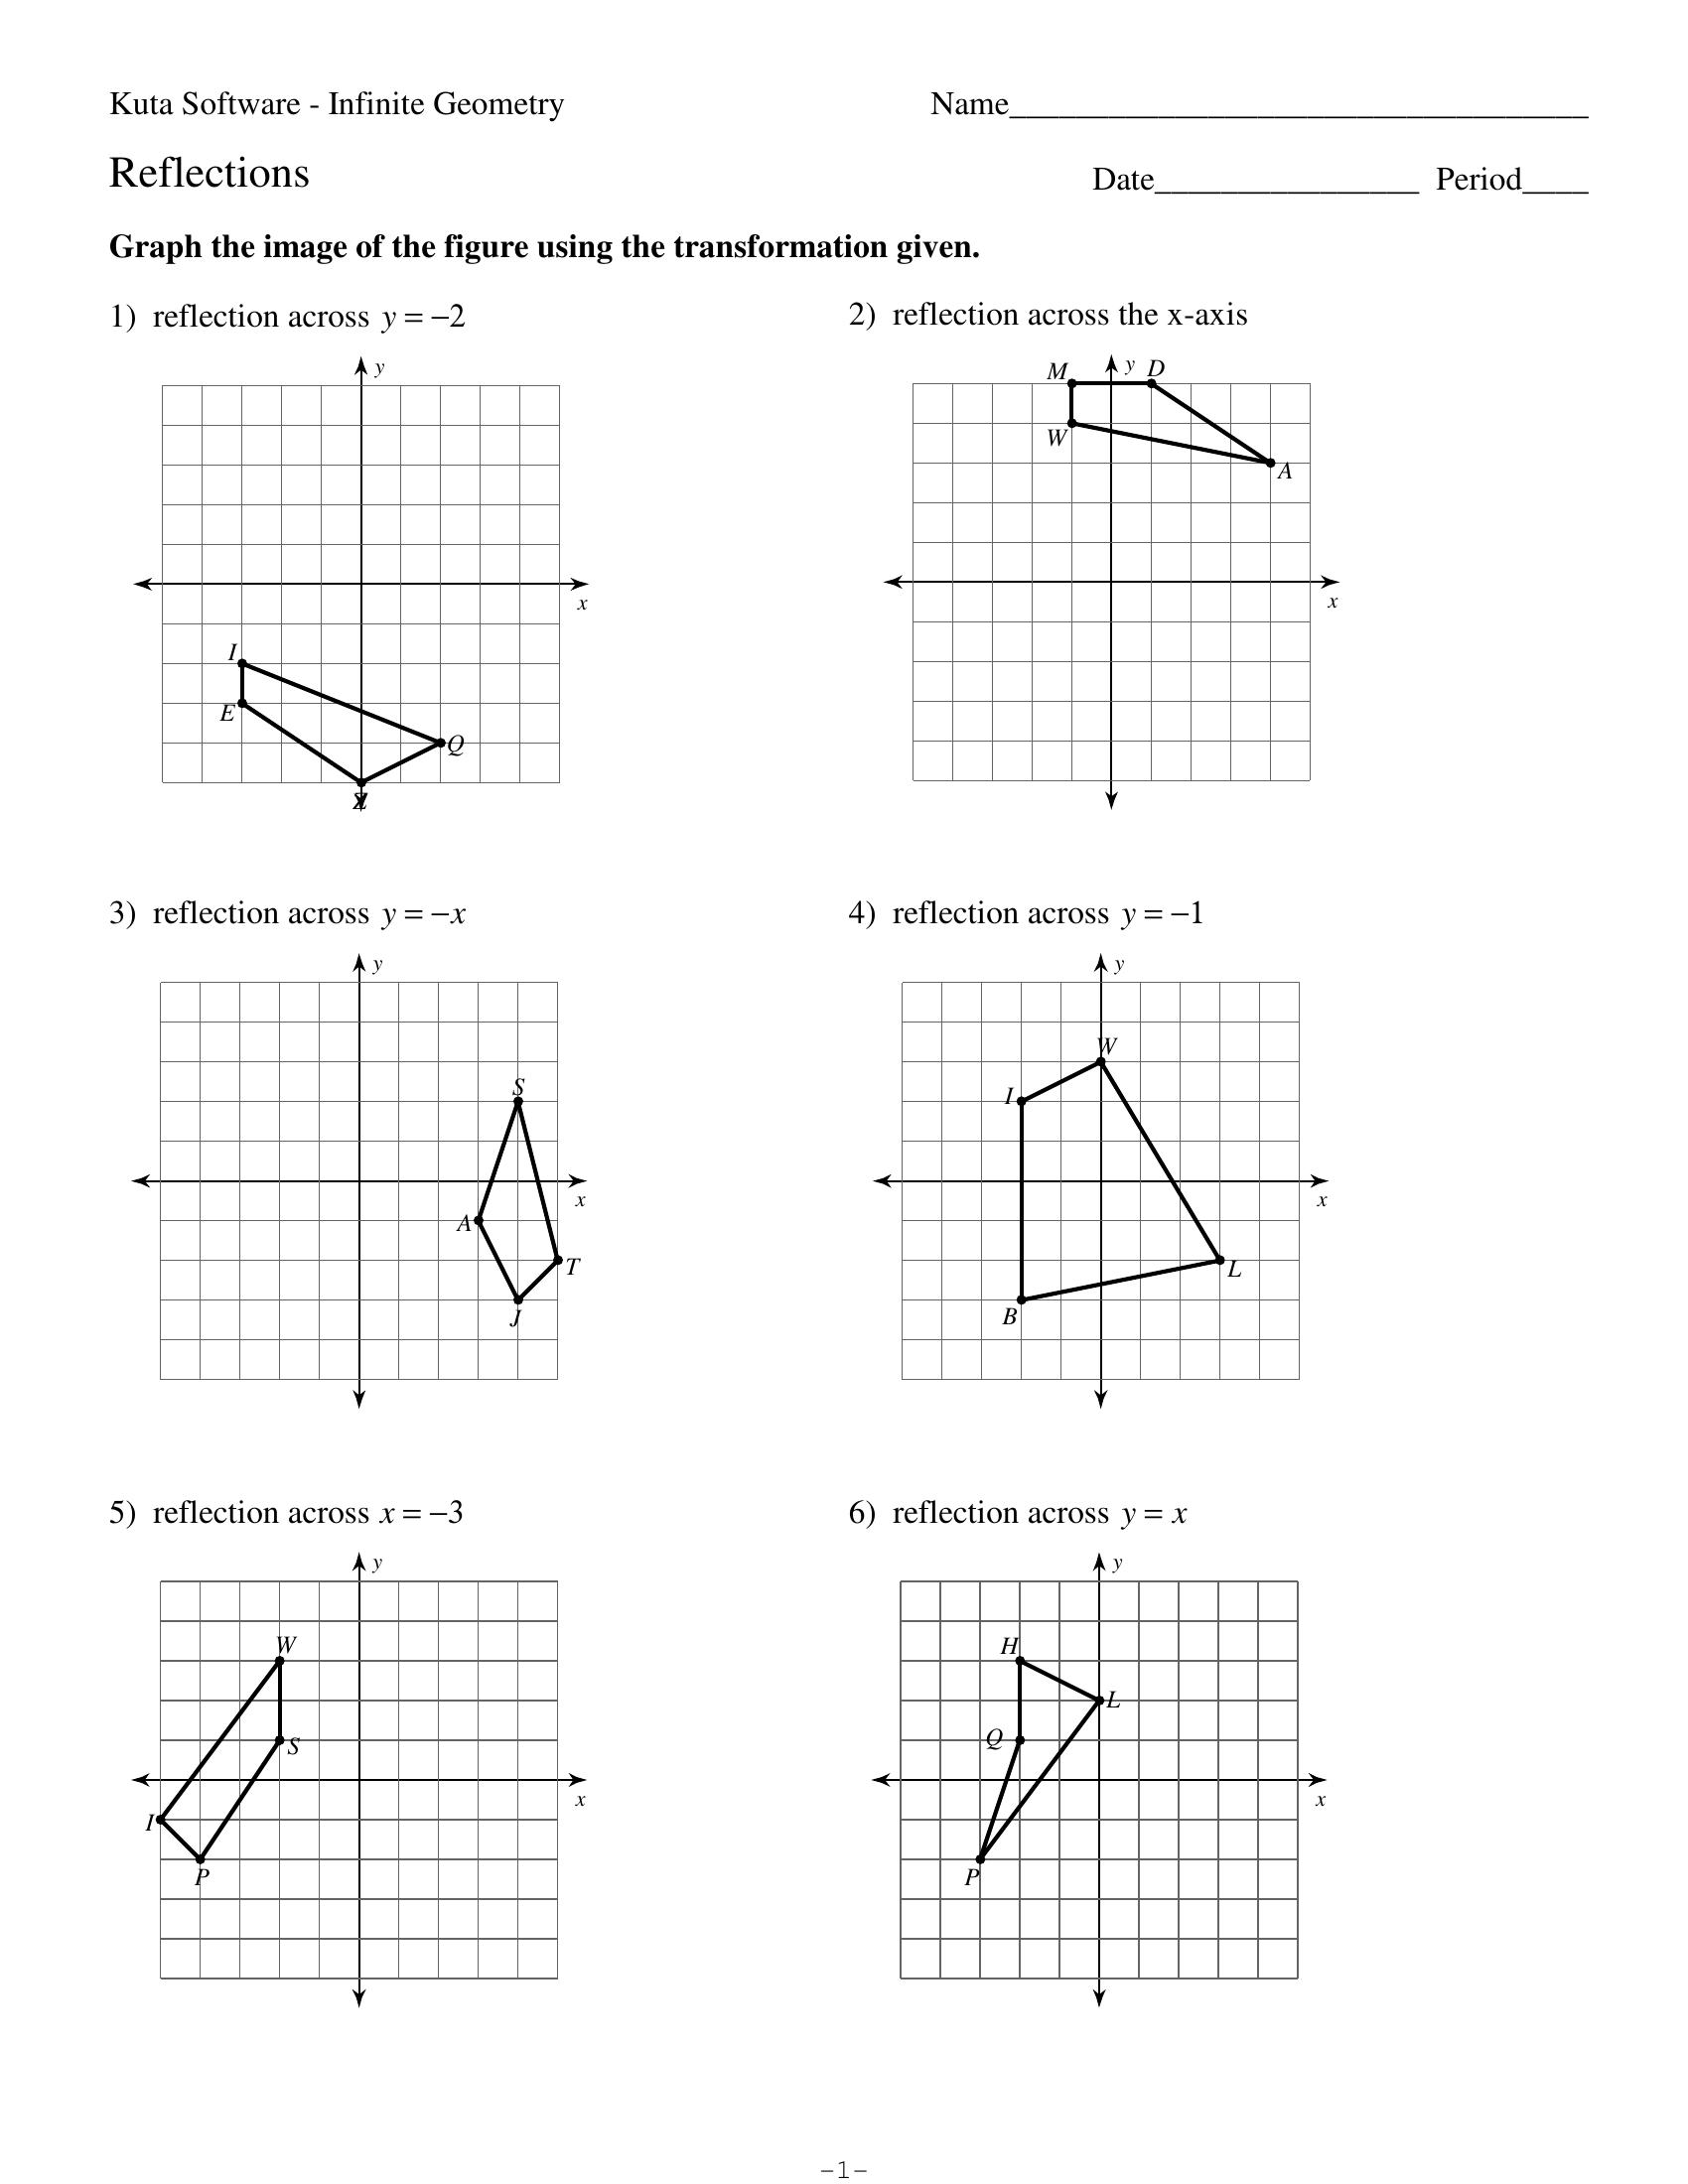 Kuta Software - Infinite Geometry
Name___________________________________
Reflections
Date________________ Period____
Graph the image of the figure using the transformation given.
1) reflection across y = −2
2) reflection across the x-axis
y
x
I
E
Q
Z
M
y
D
W
A
x
3) reflection across y = −x
4) reflection across y = −1
y
S
x
A
T
J
y
W
I
x
L
B
5) reflection across x = −3
6) reflection across y = x
y
W
S
x
I
P
y
H
L
Q
x
P
-1-